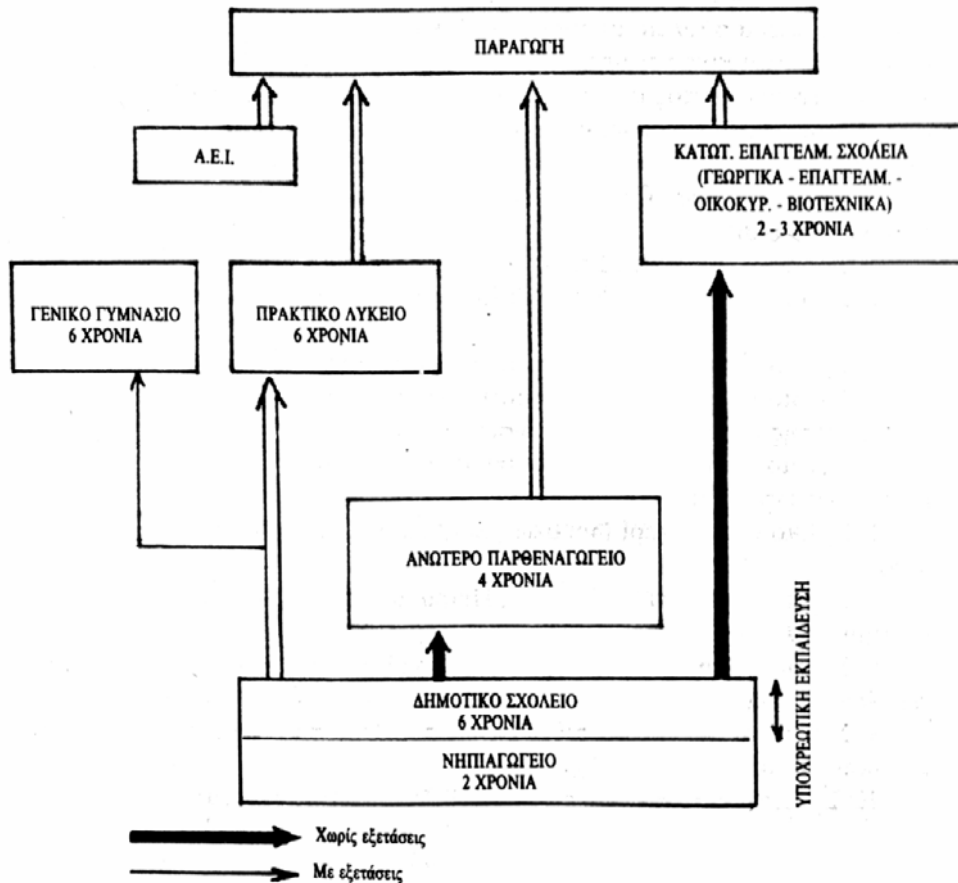 ΠΑΡΑΓΩΓΗ
Α.Ε.Ι.
ΚΑΤΩΤ. ΕΠΑΓΓΕΛΜ. ΣΧΟΛΕΙΑ
(ΓΕΩΡΓΙΚΑ - ΕΠΑΓΓΕΛΜ. -
ΟΙΚΟΚΥΡ. - ΒΙΟΤΕΧΝΙΚΑ)
2 - 3 ΧΡΟΝΙΑ
ΓΕΝΙΚΟ ΓΥΜΝΑΣΙΟ
6 ΧΡΟΝΙΑ
ΠΡΑΚΤΙΚΟ ΛΥΚΕΙΟ
6 ΧΡΟΝΙΑ
ΑΝΩΤΕΡΟ ΠΑΡΘΕΝΑΓΩΓΕΙΟ
4 ΧΡΟΝΙΑ
ΔΗΜΟΤΙΚΟ ΣΧΟΛΕΙΟ
6 ΧΡΟΝΙΑ
ΝΗΠΙΑΓΩΓΕΙΟ
2 ΧΡΟΝΙΑ
ΥΠΟΧΡΕΩΤΙΚΗ ΕΚΠΑΙΔΕΥΣΗ
Χωρίς εξετάσεις
Με εξετάσεις